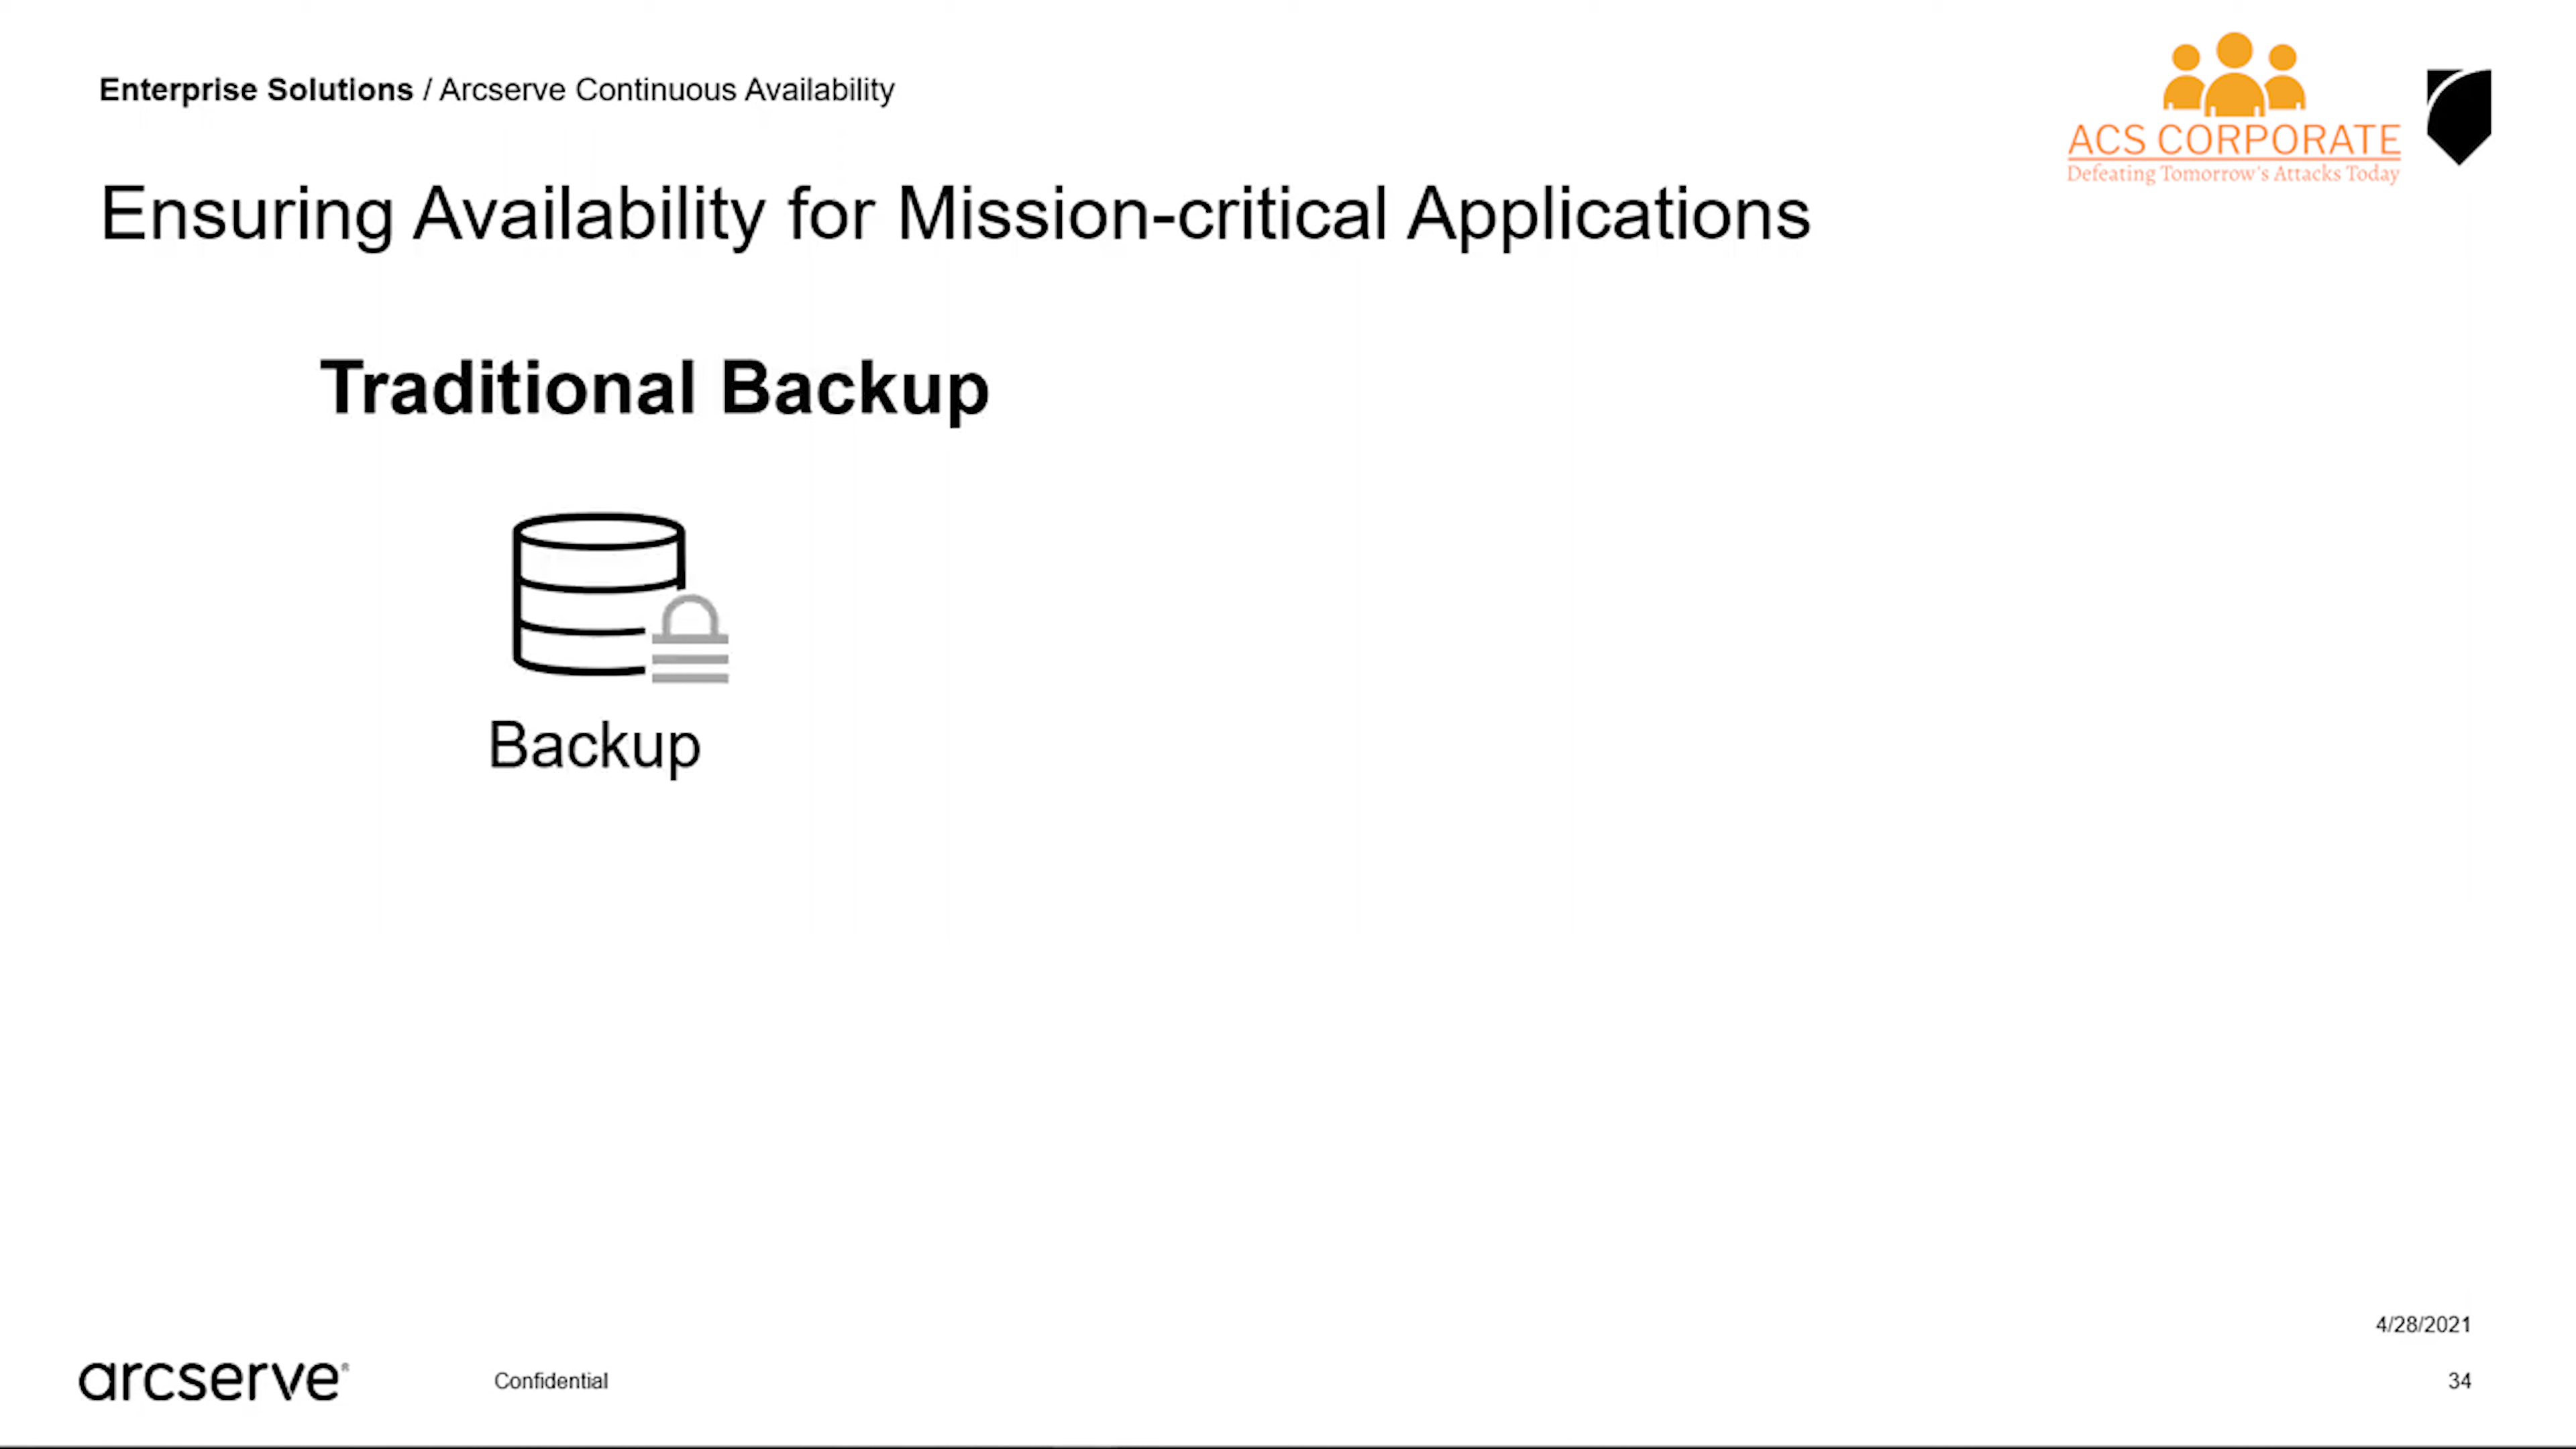 Enterprise Solutions / Arcserve Continuous Availability
ACS CORPORATE
Defeating Tomorrow's Attacks Today
Ensuring Availability for Mission-critical Applications
Traditional Backup
Backup
4/28/2021
arcserve®
Confidential
34